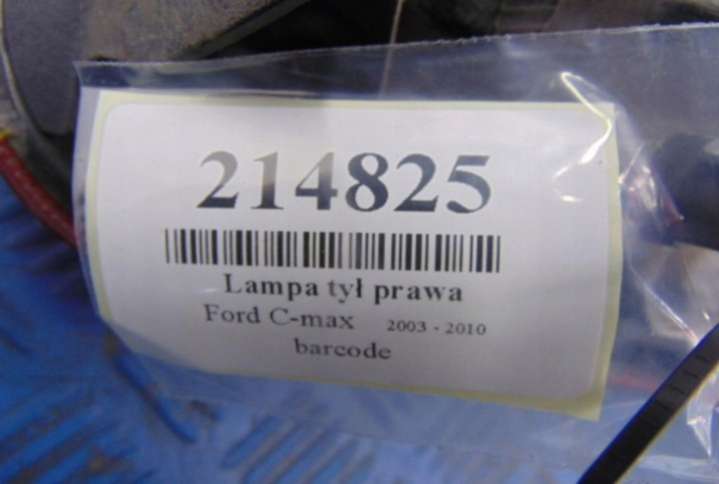 214825
Lampa tył prawa
Ford C-max 2003 - 2010
barcode